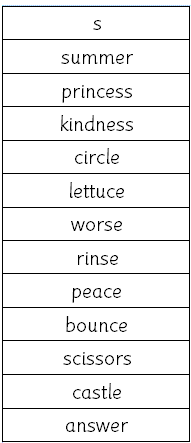 s
summer
princess
kindness
circle
lettuce
worse
rinse
peace
bounce
scissors
castle
answer